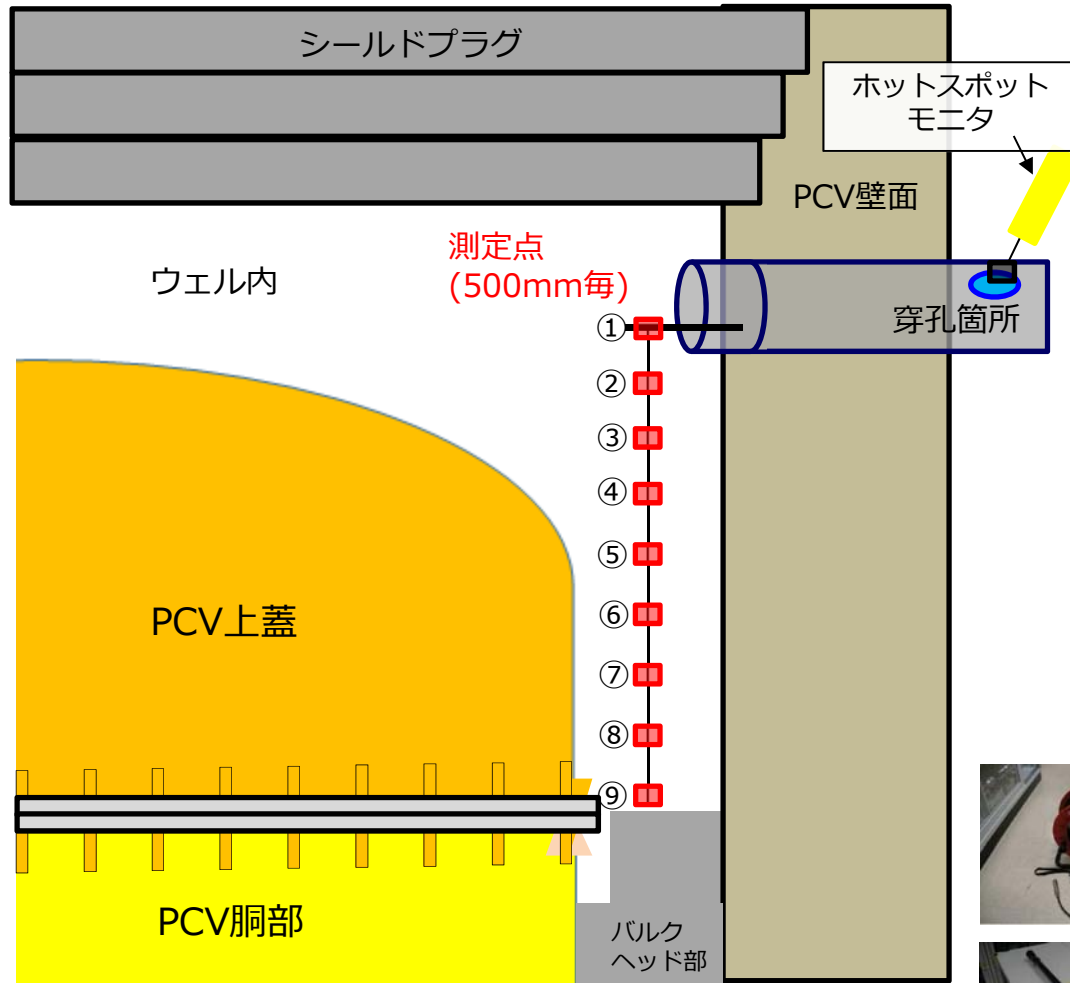 シールドプラグ
ホットスポット
モニタ
PCV壁面
測定点
(500mm毎)
ウェル内
穿孔箇所
①
②
③
④
⑤
⑥
⑦
⑧
⑨
PCV上蓋
PCV胴部
バルク
ヘッド部